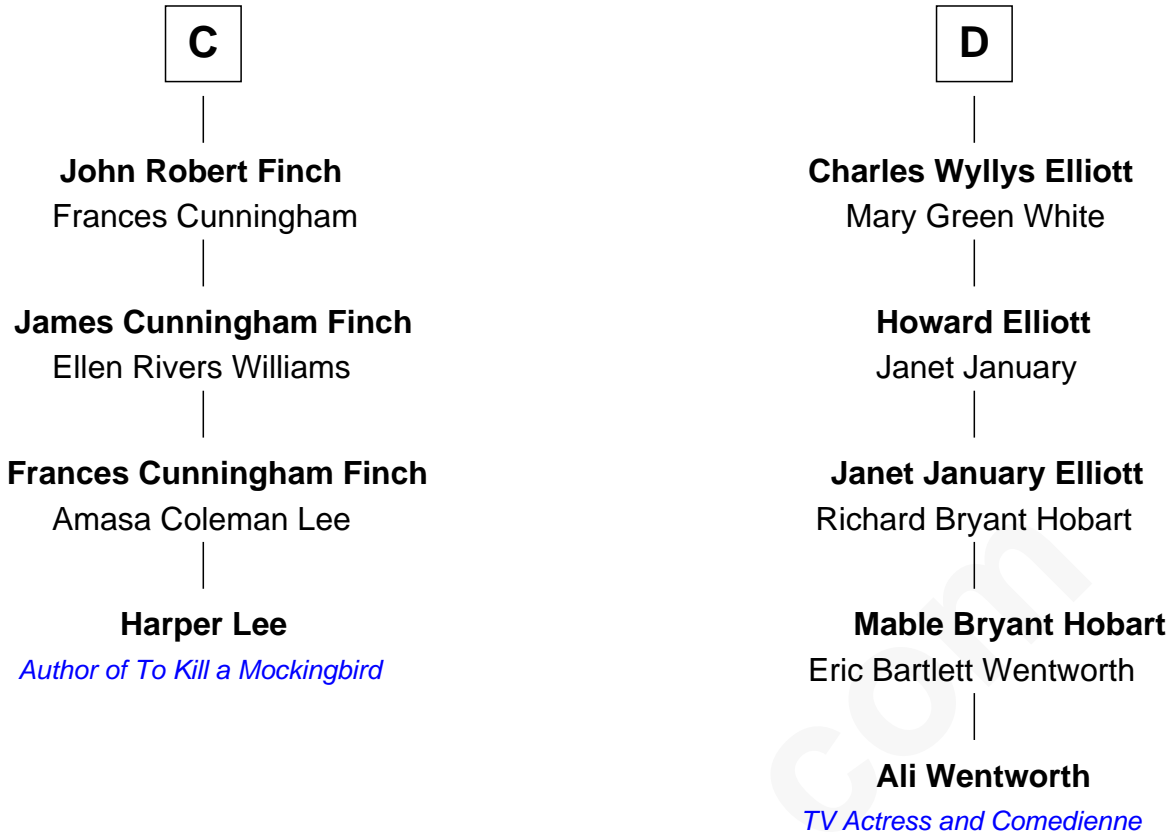 C
John Robert Finch
Frances Cunningham
James Cunningham Finch
Ellen Rivers Williams
Frances Cunningham Finch
Amasa Coleman Lee
Harper Lee
Author of To Kill a Mockingbird
D
Charles Wyllys Elliott
Mary Green White
Howard Elliott
Janet January
Janet January Elliott
Richard Bryant Hobart
Mable Bryant Hobart
Eric Bartlett Wentworth
Ali Wentworth
TV Actress and Comedienne
com